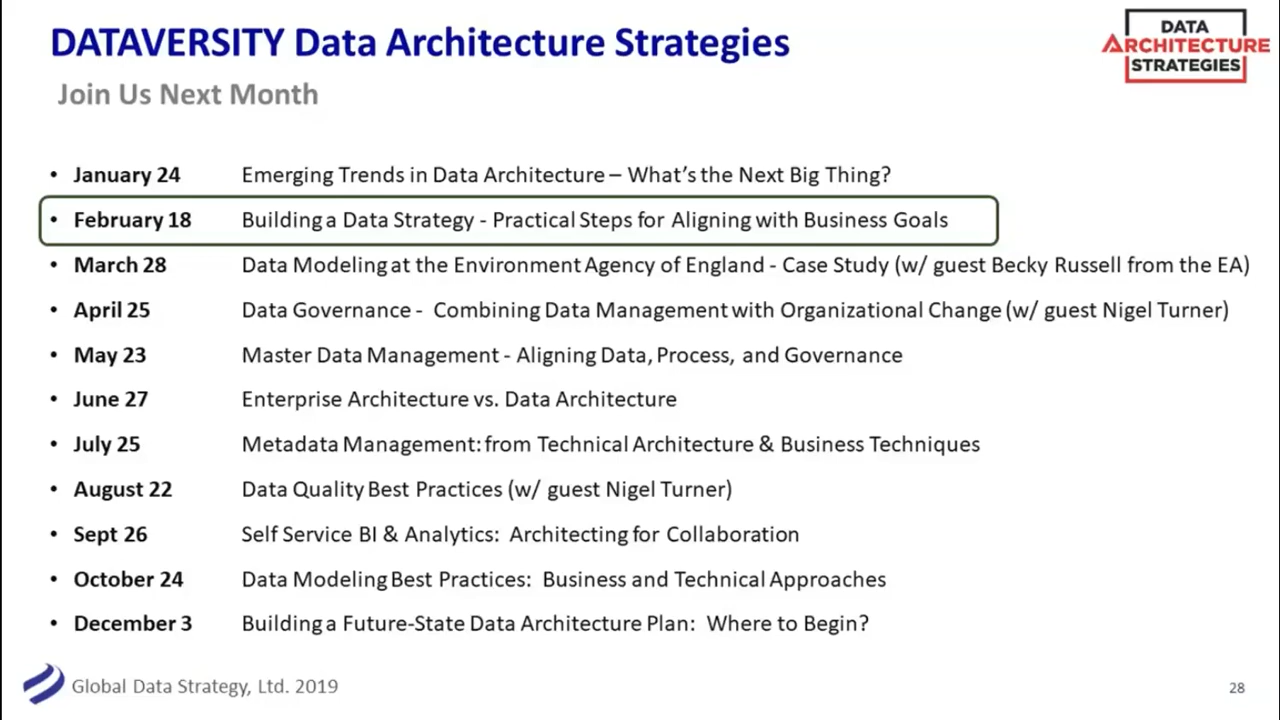 DATAVERSITY Data Architecture Strategies
DATA
ARCHITECTURE
STRATEGIES
Join Us Next Month
• January 24 Emerging Trends in Data Architecture – What's the Next Big Thing?
• February 18 Building a Data Strategy - Practical Steps for Aligning with Business Goals
• March 28 Data Modeling at the Environment Agency of England - Case Study (w/ guest Becky Russell from the EA)
• April 25 Data Governance - Combining Data Management with Organizational Change (w/ guest Nigel Turner)
• May 23 Master Data Management - Aligning Data, Process, and Governance
• June 27 Enterprise Architecture vs. Data Architecture
• July 25 Metadata Management: from Technical Architecture & Business Techniques
• August 22 Data Quality Best Practices (w/ guest Nigel Turner)
• Sept 26 Self Service BI & Analytics: Architecting for Collaboration
• October 24 Data Modeling Best Practices: Business and Technical Approaches
• December 3 Building a Future-State Data Architecture Plan: Where to Begin?
Global Data Strategy, Ltd. 2019
28